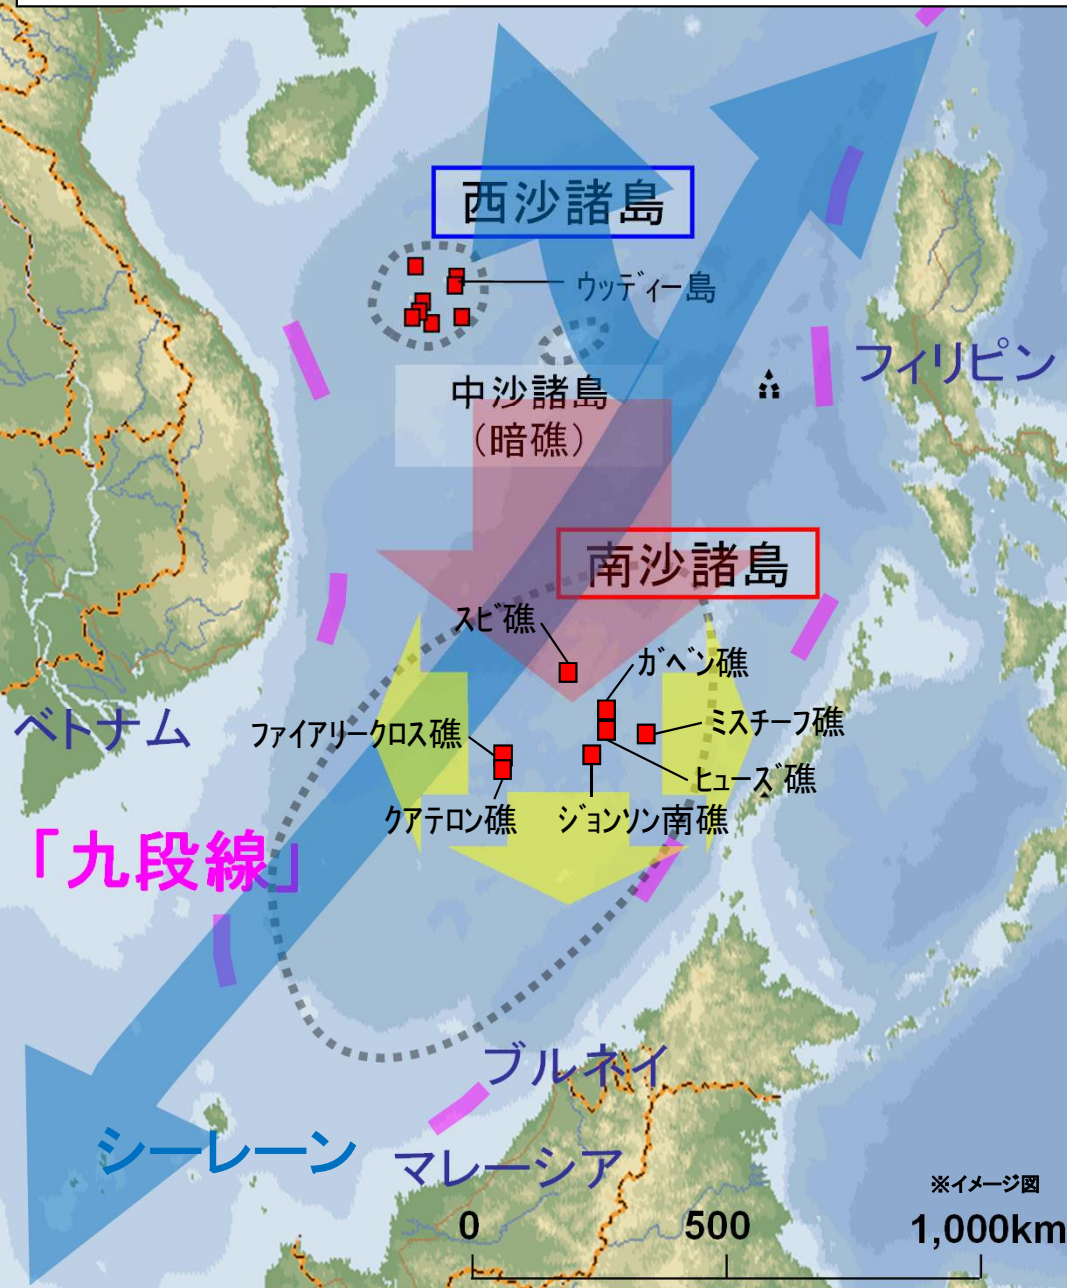 西沙諸島
ウッディー島
中沙諸島
（暗礁）
フィリピン
南沙諸島
スビ礁
ガベン礁
ベトナム
ファイアリークロス礁
ミスチーフ礁
ヒューズ礁
クアテロン礁
ジョンソン南礁
「九段線」
ブルネイ
シーレーン
マレーシア
※イメージ図
0 500 1,000km